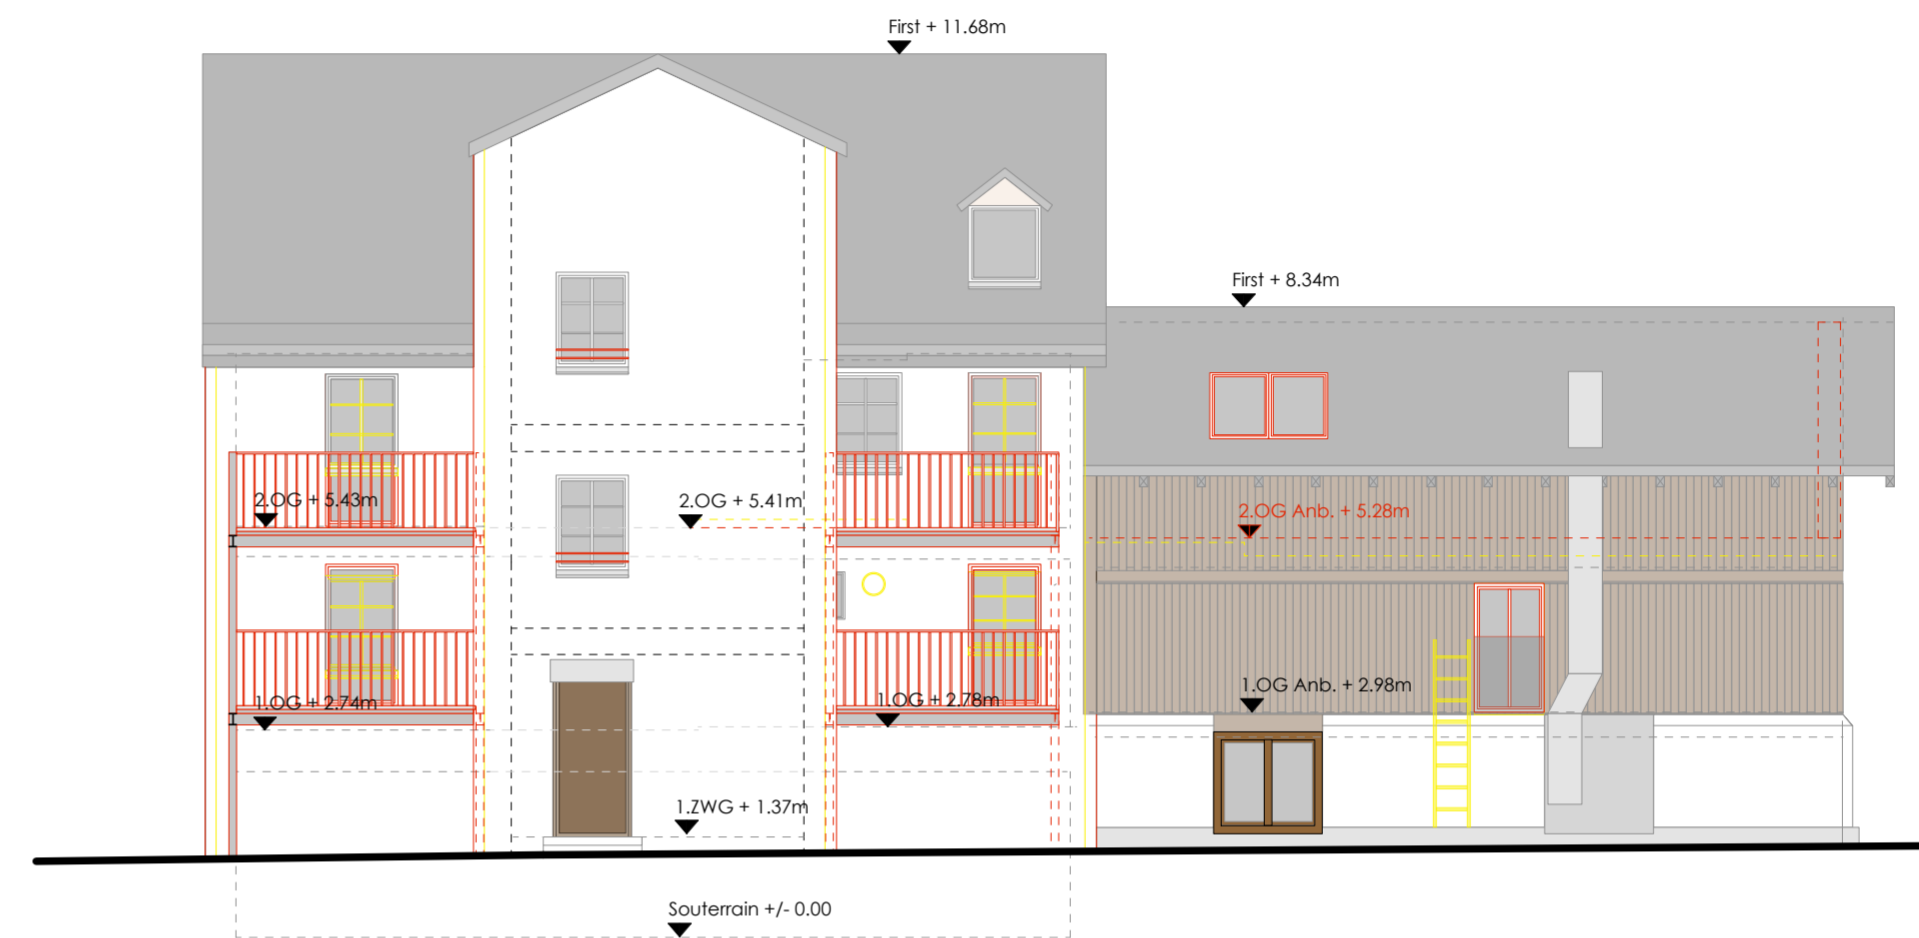 First + 11.68m
First + 8.34m
2.OG + 5.43m
2.OG + 5.41m
2.OG Anb. + 5.28m
1.OG + 2.74m
1.OG + 2.78m
1.OG Anb. + 2.98m
1.ZWG + 1.37m
Souterrain +/- 0.00